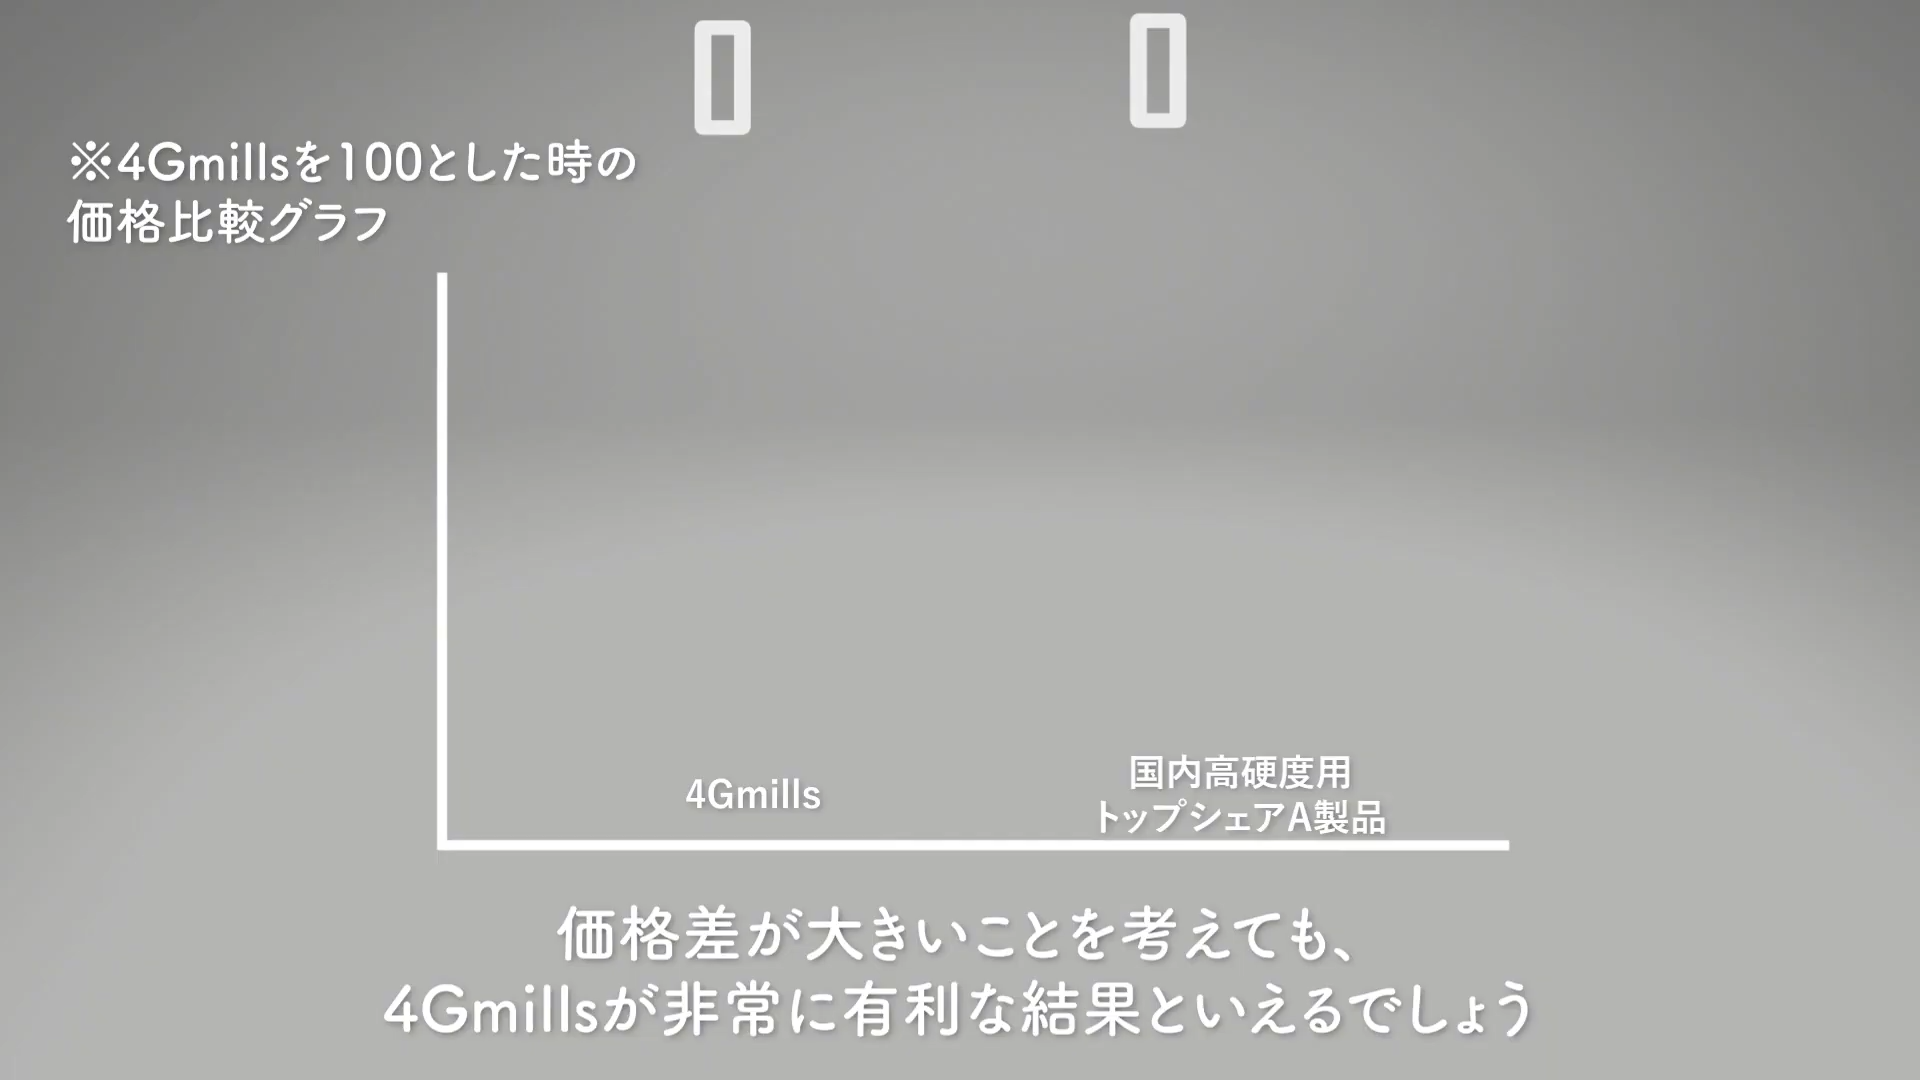 0
0
※4Gmillsを100とした時の
価格比較グラフ
4Gmills
国内高硬度用
トップシェアA製品
価格差が大きいことを考えても、
4Gmillsが非常に有利な結果といえるでしょう